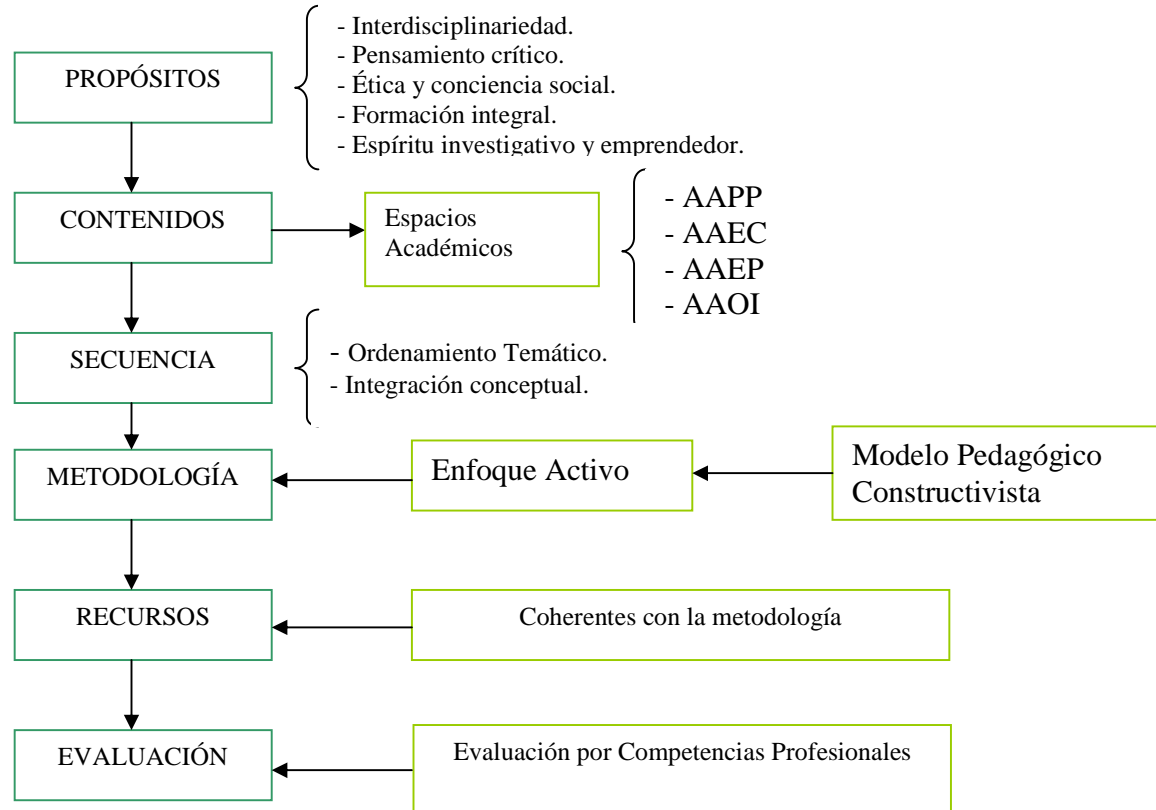 PROPÓSITOS
- Interdisciplinariedad.
- Pensamiento crítico.
- Ética y conciencia social.
- Formación integral.
- Espíritu investigativo y emprendedor.
CONTENIDOS
Espacios
Académicos
- AAPP
- AAEC
- AAEP
- AAOI
SECUENCIA
- Ordenamiento Temático.
- Integración conceptual.
METODOLOGÍA
Enfoque Activo
Modelo Pedagógico
Constructivista
RECURSOS
Coherentes con la metodología
EVALUACIÓN
Evaluación por Competencias Profesionales